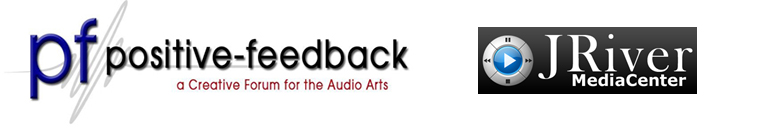 pf positive-feedback
a Creative Forum for the Audio Arts
JRiver
MediaCenter